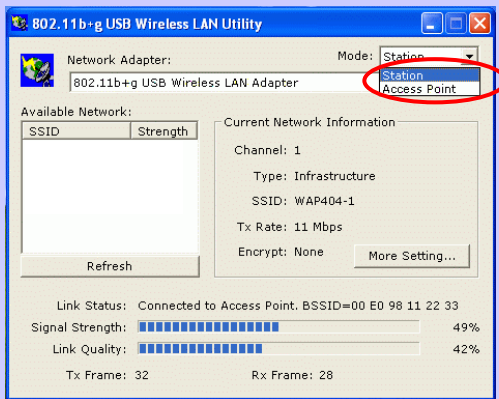 802.11b+g USB Wireless LAN Utility
Network Adapter:
Mode: Station
802.11b+g USB Wireless LAN Adapter
Station
Access Point
Available Network:
SSID Strength
Refresh
Current Network Information
Channel: 1
Type: Infrastructure
SSID: WAP404-1
Tx Rate: 11 Mbps
Encrypt: None
More Setting...
Link Status: Connected to Access Point. BSSID=00 E0 98 11 22 33
Signal Strength: 49%
Link Quality: 42%
Tx Frame: 32 Rx Frame: 28